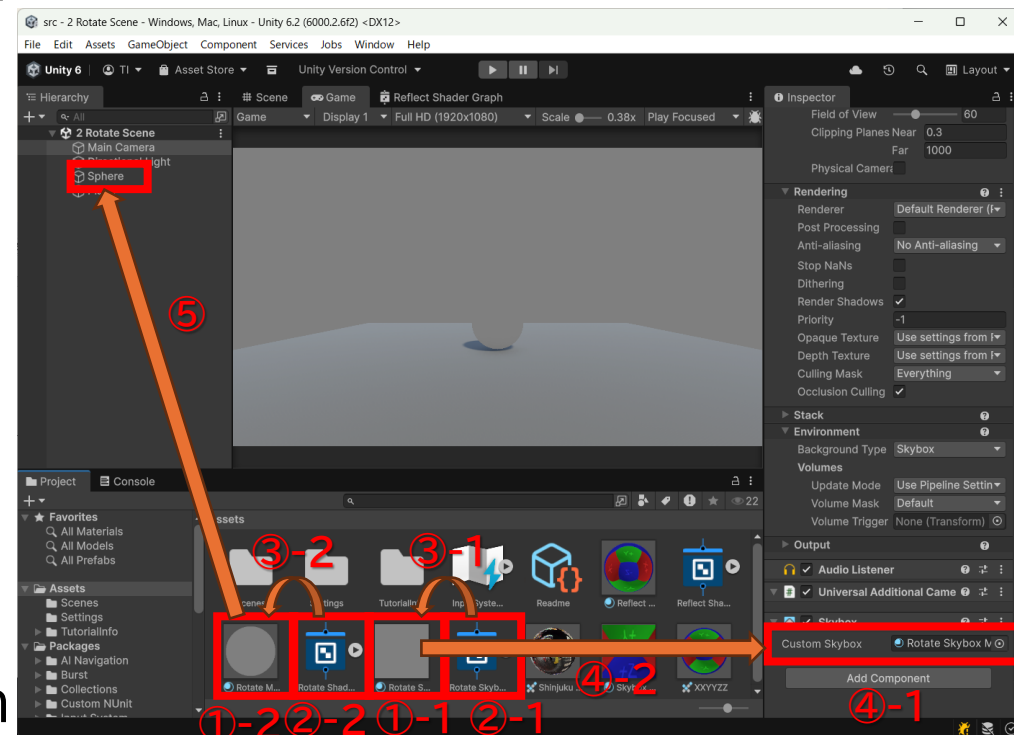 src - 2 Rotate Scene - Windows, Mac, Linux - Unity 6.2 (6000.2.6f2) <DX12>
File Edit Assets GameObject Component Services Jobs Window Help
Unity 6 TI Asset Store Unity Version Control Layout
Hierarchy # Scene Game Reflect Shader Graph Inspector
All Game Display 1 Full HD (1920x1080) Scale 0.38x Play Focused
2 Rotate Scene
Main Camera
Directional Light
Sphere
Field of View 60
Clipping Planes Near 0.3
Far 1000
Physical Camera
Rendering
Renderer Default Renderer (
Post Processing
Anti-aliasing No Anti-aliasing
Stop NaNs
Dithering
Render Shadows
Priority -1
Opaque Texture Use settings from
Depth Texture Use settings from
Culling Mask Everything
Occlusion Culling
Stack
Environment
Background Type Skybox
Volumes
Update Mode Use Pipeline Settin
Volume Mask Default
Volume Trigger None (Transform)
Output
Audio Listener
Universal Additional Came
Skybox
Custom Skybox Rotate Skybox M
Add Component
⑤
Project Console
22
Favorites
All Materials
All Models
All Prefabs
Assets
Scenes
Settings
TutorialInfo
Packages
AI Navigation
Burst
Collections
Custom NUnit
Input System
ssets
③-2 ③-1
Scenes Settings TutorialInfo Readme Reflect ... Reflect Sha...
Rotate M... Rotate Shad... Rotate S... Rotate Skyb... Shinjuku XXYYZZ
①-2 ②-2 ①-1 ②-1 ④-2 ④-1
n